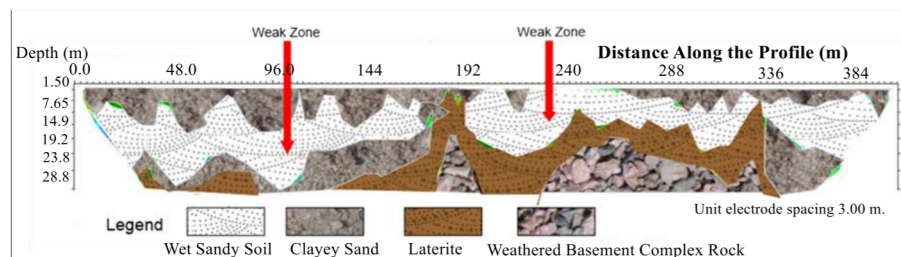 Weak Zone
Weak Zone
Depth (m)
Distance Along the Profile (m)
0.0 48.0 96.0 144 192 240 288 336 384
1.50
7.65
14.9
19.2
23.8
28.8
Unit electrode spacing 3.00 m.
Legend
Wet Sandy Soil Clayey Sand Laterite Weathered Basement Complex Rock